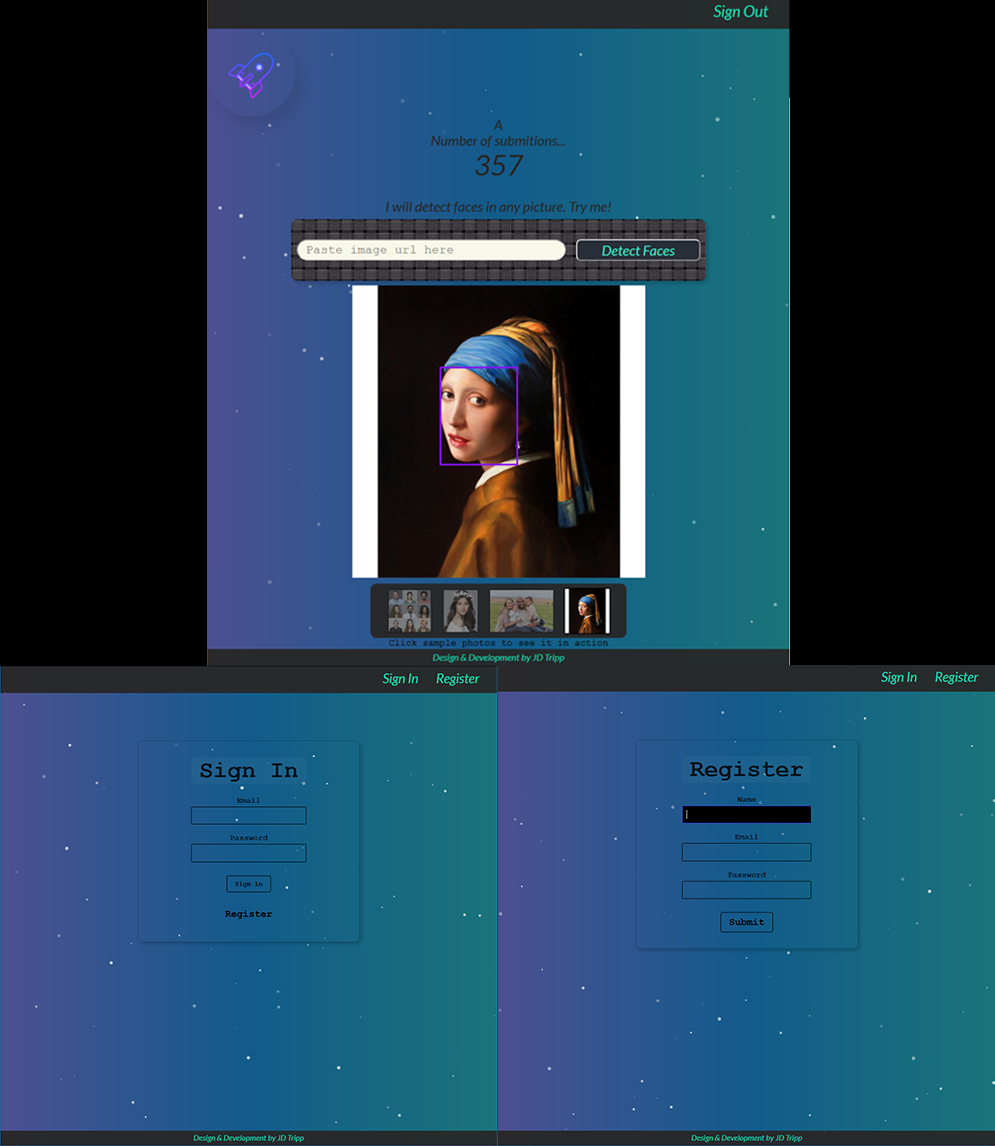 Sign Out
A
Number of submitions...
357
I will detect faces in any picture. Try me!
Paste image url here
Detect Faces
Click sample photos to see it in action
Design & Development by JD Tripp
Sign In Register
Sign In
Email
Password
Sign in
Register
Design & Development by JD Tripp
Sign In Register
Register
Name
Email
Password
Submit
Design & Development by JD Tripp